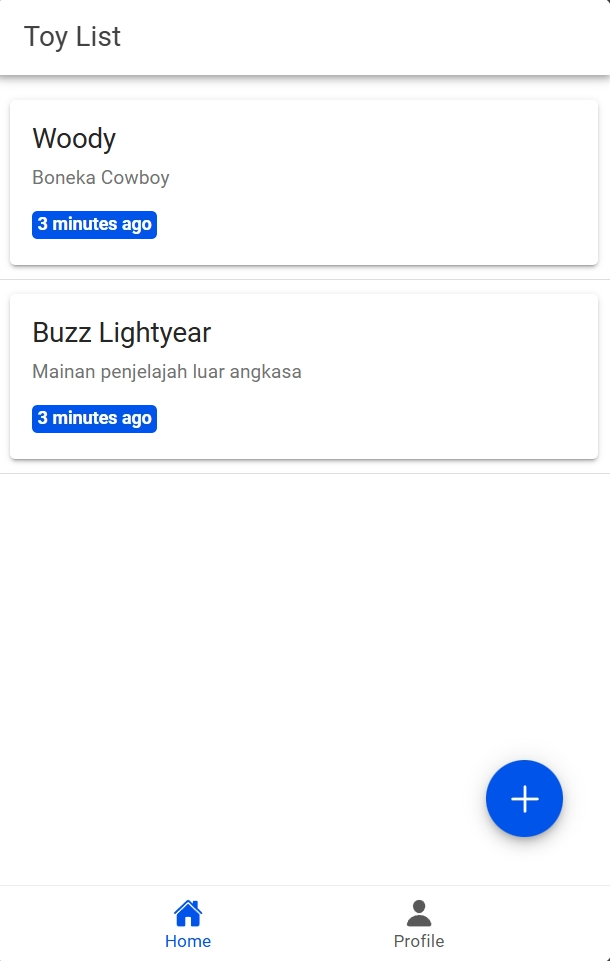 Toy List
Woody
Boneka Cowboy
3 minutes ago
Buzz Lightyear
Mainan penjelajah luar angkasa
3 minutes ago
Home
Profile